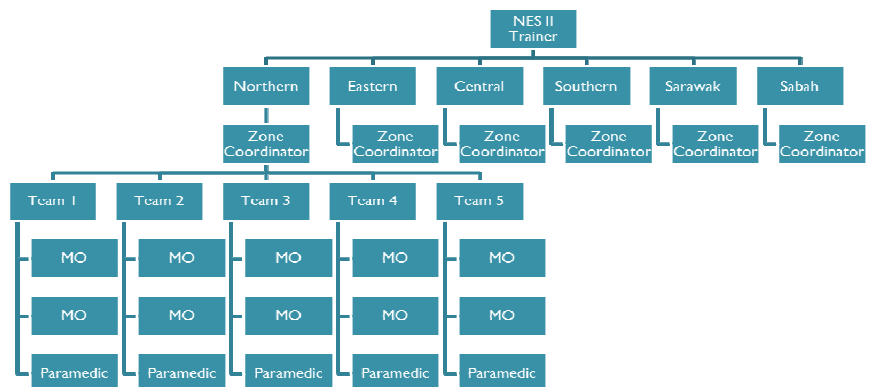 NES II
Trainer
Northern
Eastern
Central
Southern
Sarawak
Sabah
Zone
Coordinator
Zone
Coordinator
Zone
Coordinator
Zone
Coordinator
Zone
Coordinator
Zone
Coordinator
Team 1
Team 2
Team 3
Team 4
Team 5
MO
MO
MO
MO
MO
MO
MO
MO
MO
MO
Paramedic
Paramedic
Paramedic
Paramedic
Paramedic